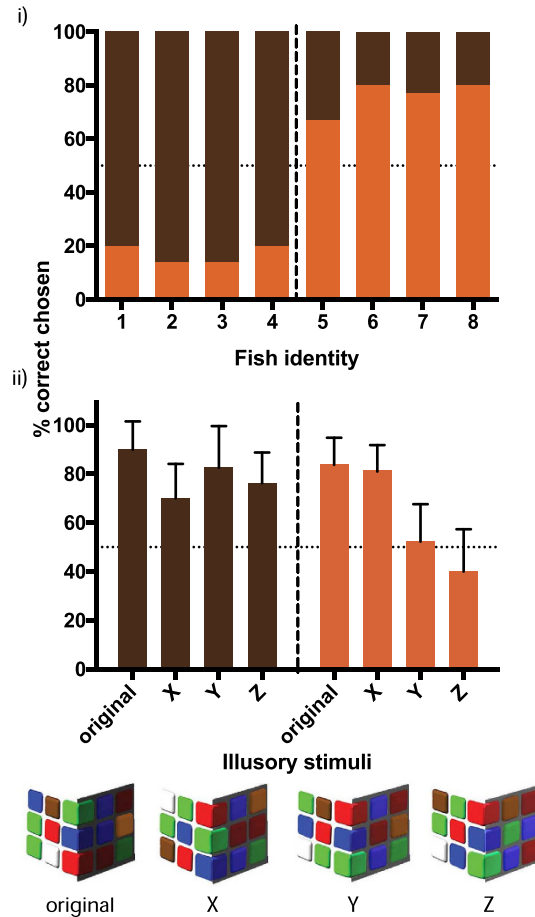 i)
100
80
60
40
20
0
1 2 3 4 5 6 7 8
Fish identity
% correct chosen
ii)
100
80
60
40
20
0
original X Y Z original X Y Z
Illusory stimuli
original X Y Z